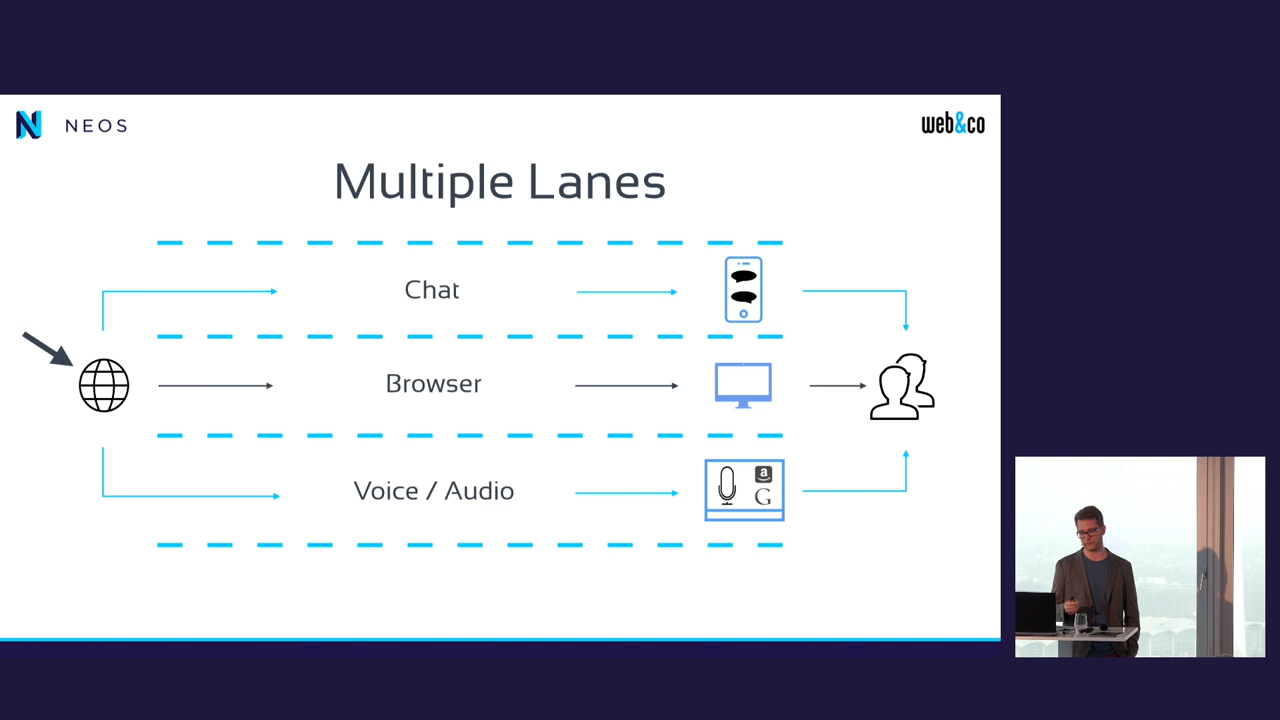 NEOS
web&co
Multiple Lanes
Chat
Browser
Voice / Audio
a
G